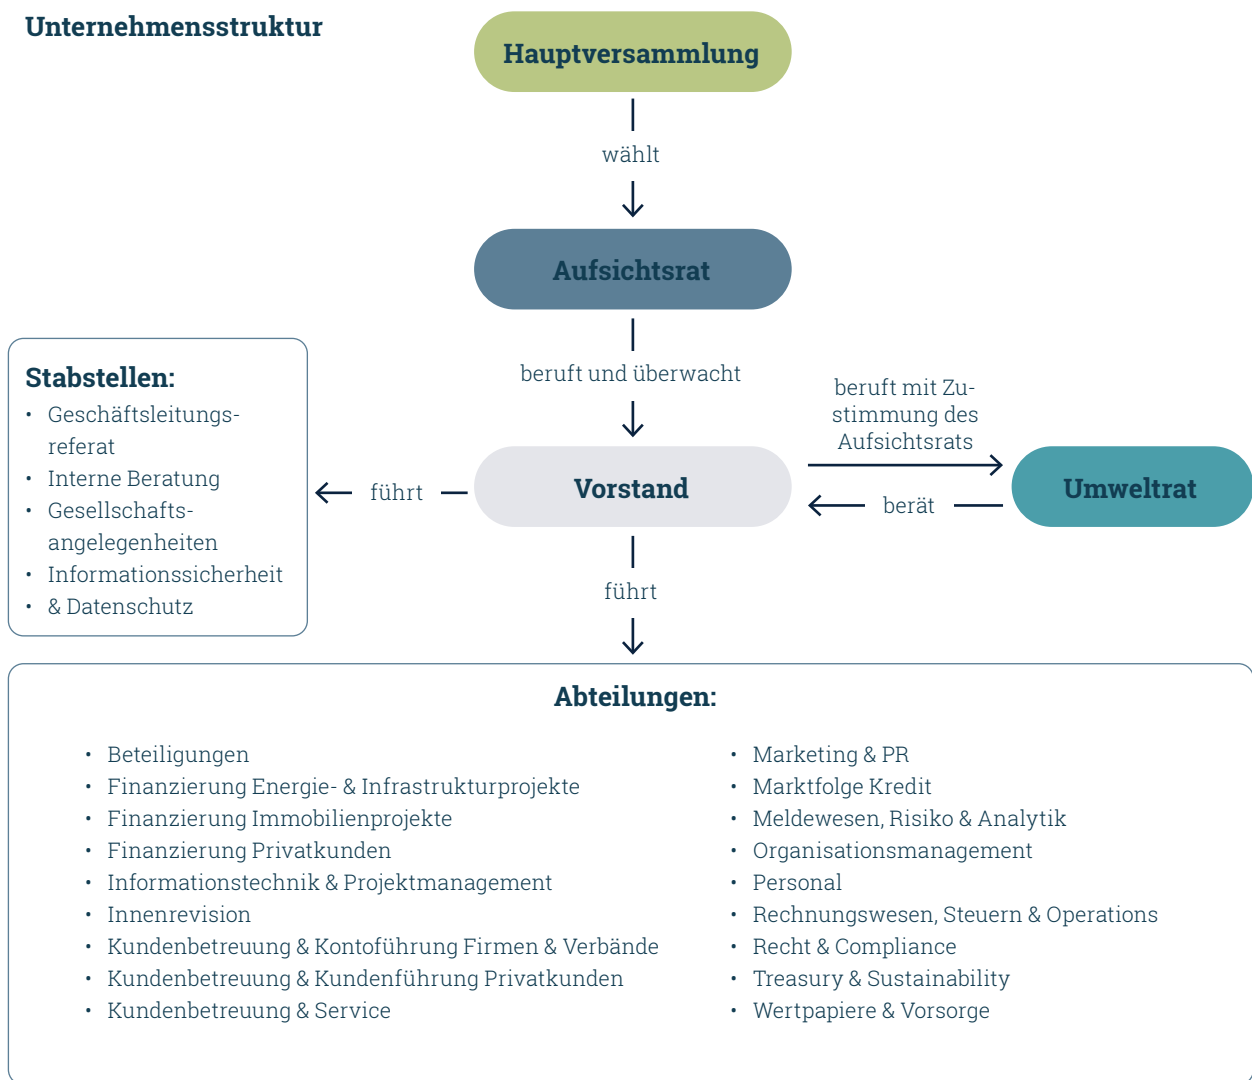 Unternehmensstruktur
Hauptversammlung
wählt
Aufsichtsrat
beruft und überwacht
Stabstellen:
• Geschäftsleitungs-
referat
• Interne Beratung
• Gesellschafts-
angelegenheiten
• Informationssicherheit
• & Datenschutz
führt
Vorstand
beruft mit Zu-
stimmung des
Aufsichtsrats
berät
Umweltrat
führt
Abteilungen:
• Beteiligungen
• Finanzierung Energie- & Infrastrukturprojekte
• Finanzierung Immobilienprojekte
• Finanzierung Privatkunden
• Informationstechnik & Projektmanagement
• Innenrevision
• Kundenbetreuung & Kontoführung Firmen & Verbände
• Kundenbetreuung & Kundenführung Privatkunden
• Kundenbetreuung & Service
• Marketing & PR
• Marktfolge Kredit
• Meldewesen, Risiko & Analytik
• Organisationsmanagement
• Personal
• Rechnungswesen, Steuern & Operations
• Recht & Compliance
• Treasury & Sustainability
• Wertpapiere & Vorsorge